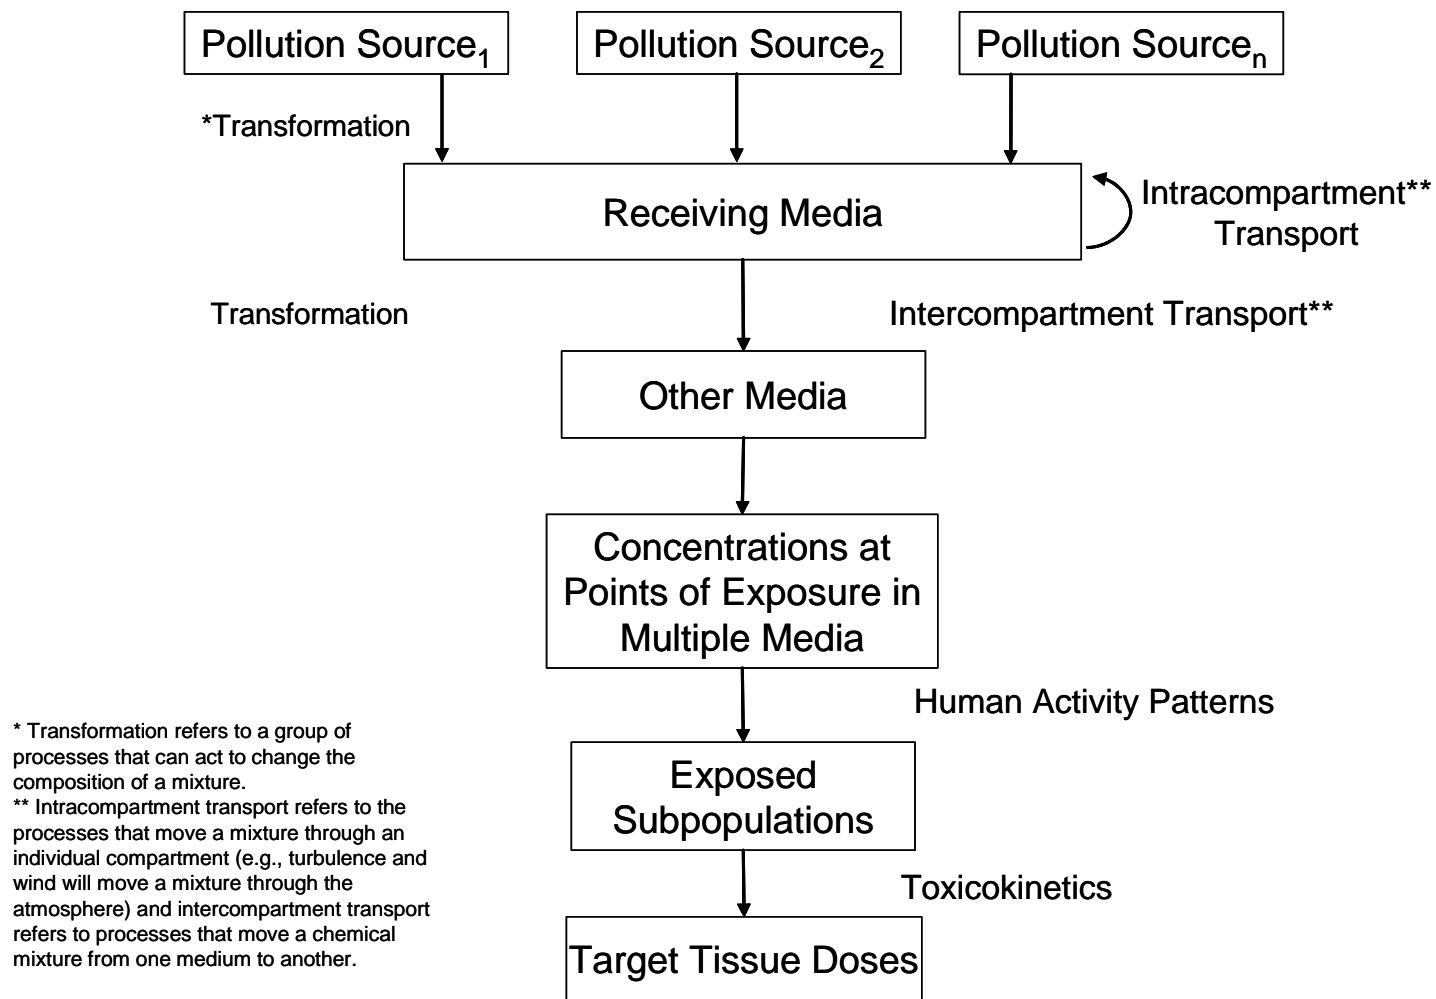 Pollution Source1
Pollution Source2
Pollution Sourcen
*Transformation
Receiving Media
Intracompartment**
Transport
Transformation
Intercompartment Transport**
Other Media
Concentrations at
Points of Exposure in
Multiple Media
Human Activity Patterns
Exposed
Subpopulations
Toxicokinetics
Target Tissue Doses
* Transformation refers to a group of
processes that can act to change the
composition of a mixture.
** Intracompartment transport refers to the
processes that move a mixture through an
individual compartment (e.g., turbulence and
wind will move a mixture through the
atmosphere) and intercompartment transport
refers to processes that move a chemical
mixture from one medium to another.